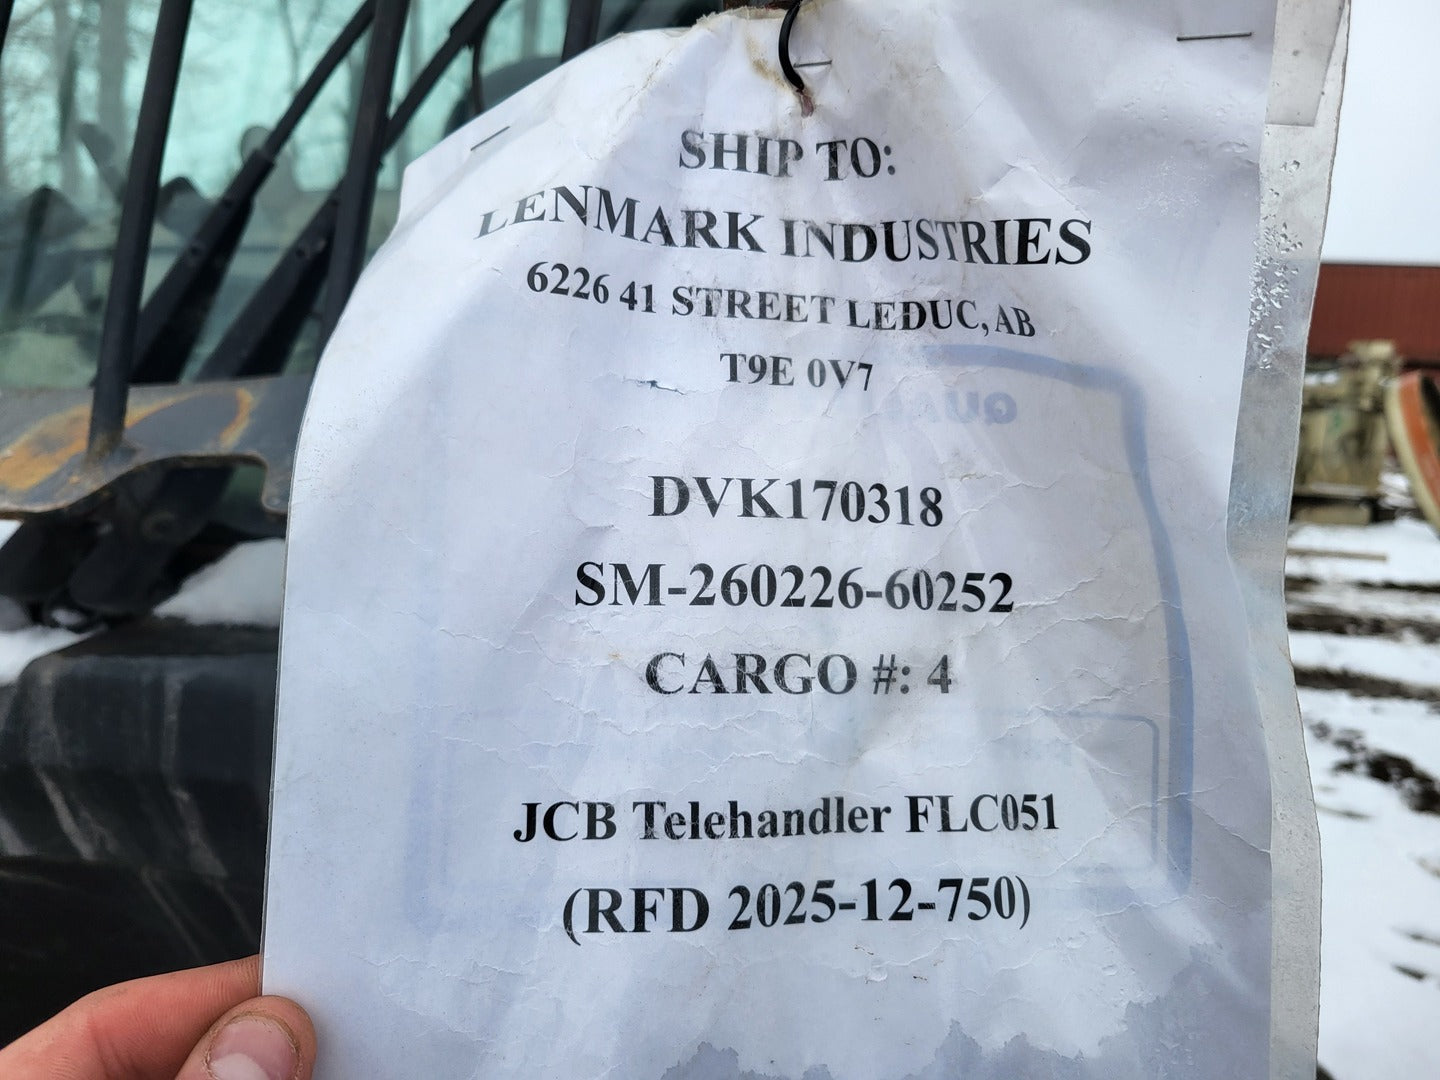 SHIP TO:
LENMARK INDUSTRIES
6226 41 STREET LEDUC, AB
T9E 0V7
DVK170318
SM-260226-60252
CARGO #: 4
JCB Telehandler FLC051
(RFD 2025-12-750)